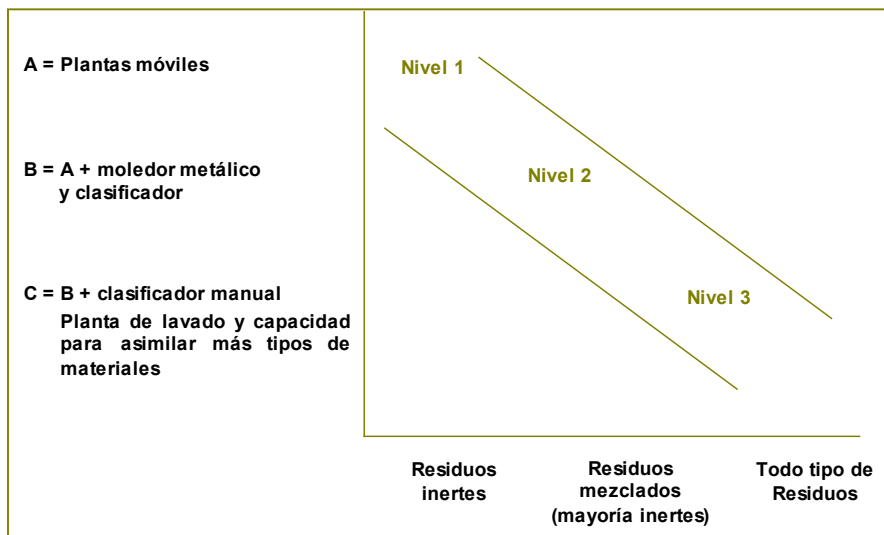 A = Plantas móviles
B = A + moledor metálico
y clasificador
C = B + clasificador manual
Planta de lavado y capacidad
para asimilar más tipos de
materiales
Nivel 1
Nivel 2
Nivel 3
Residuos
inertes
Residuos
mezclados
(mayoría inertes)
Todo tipo de
Residuos